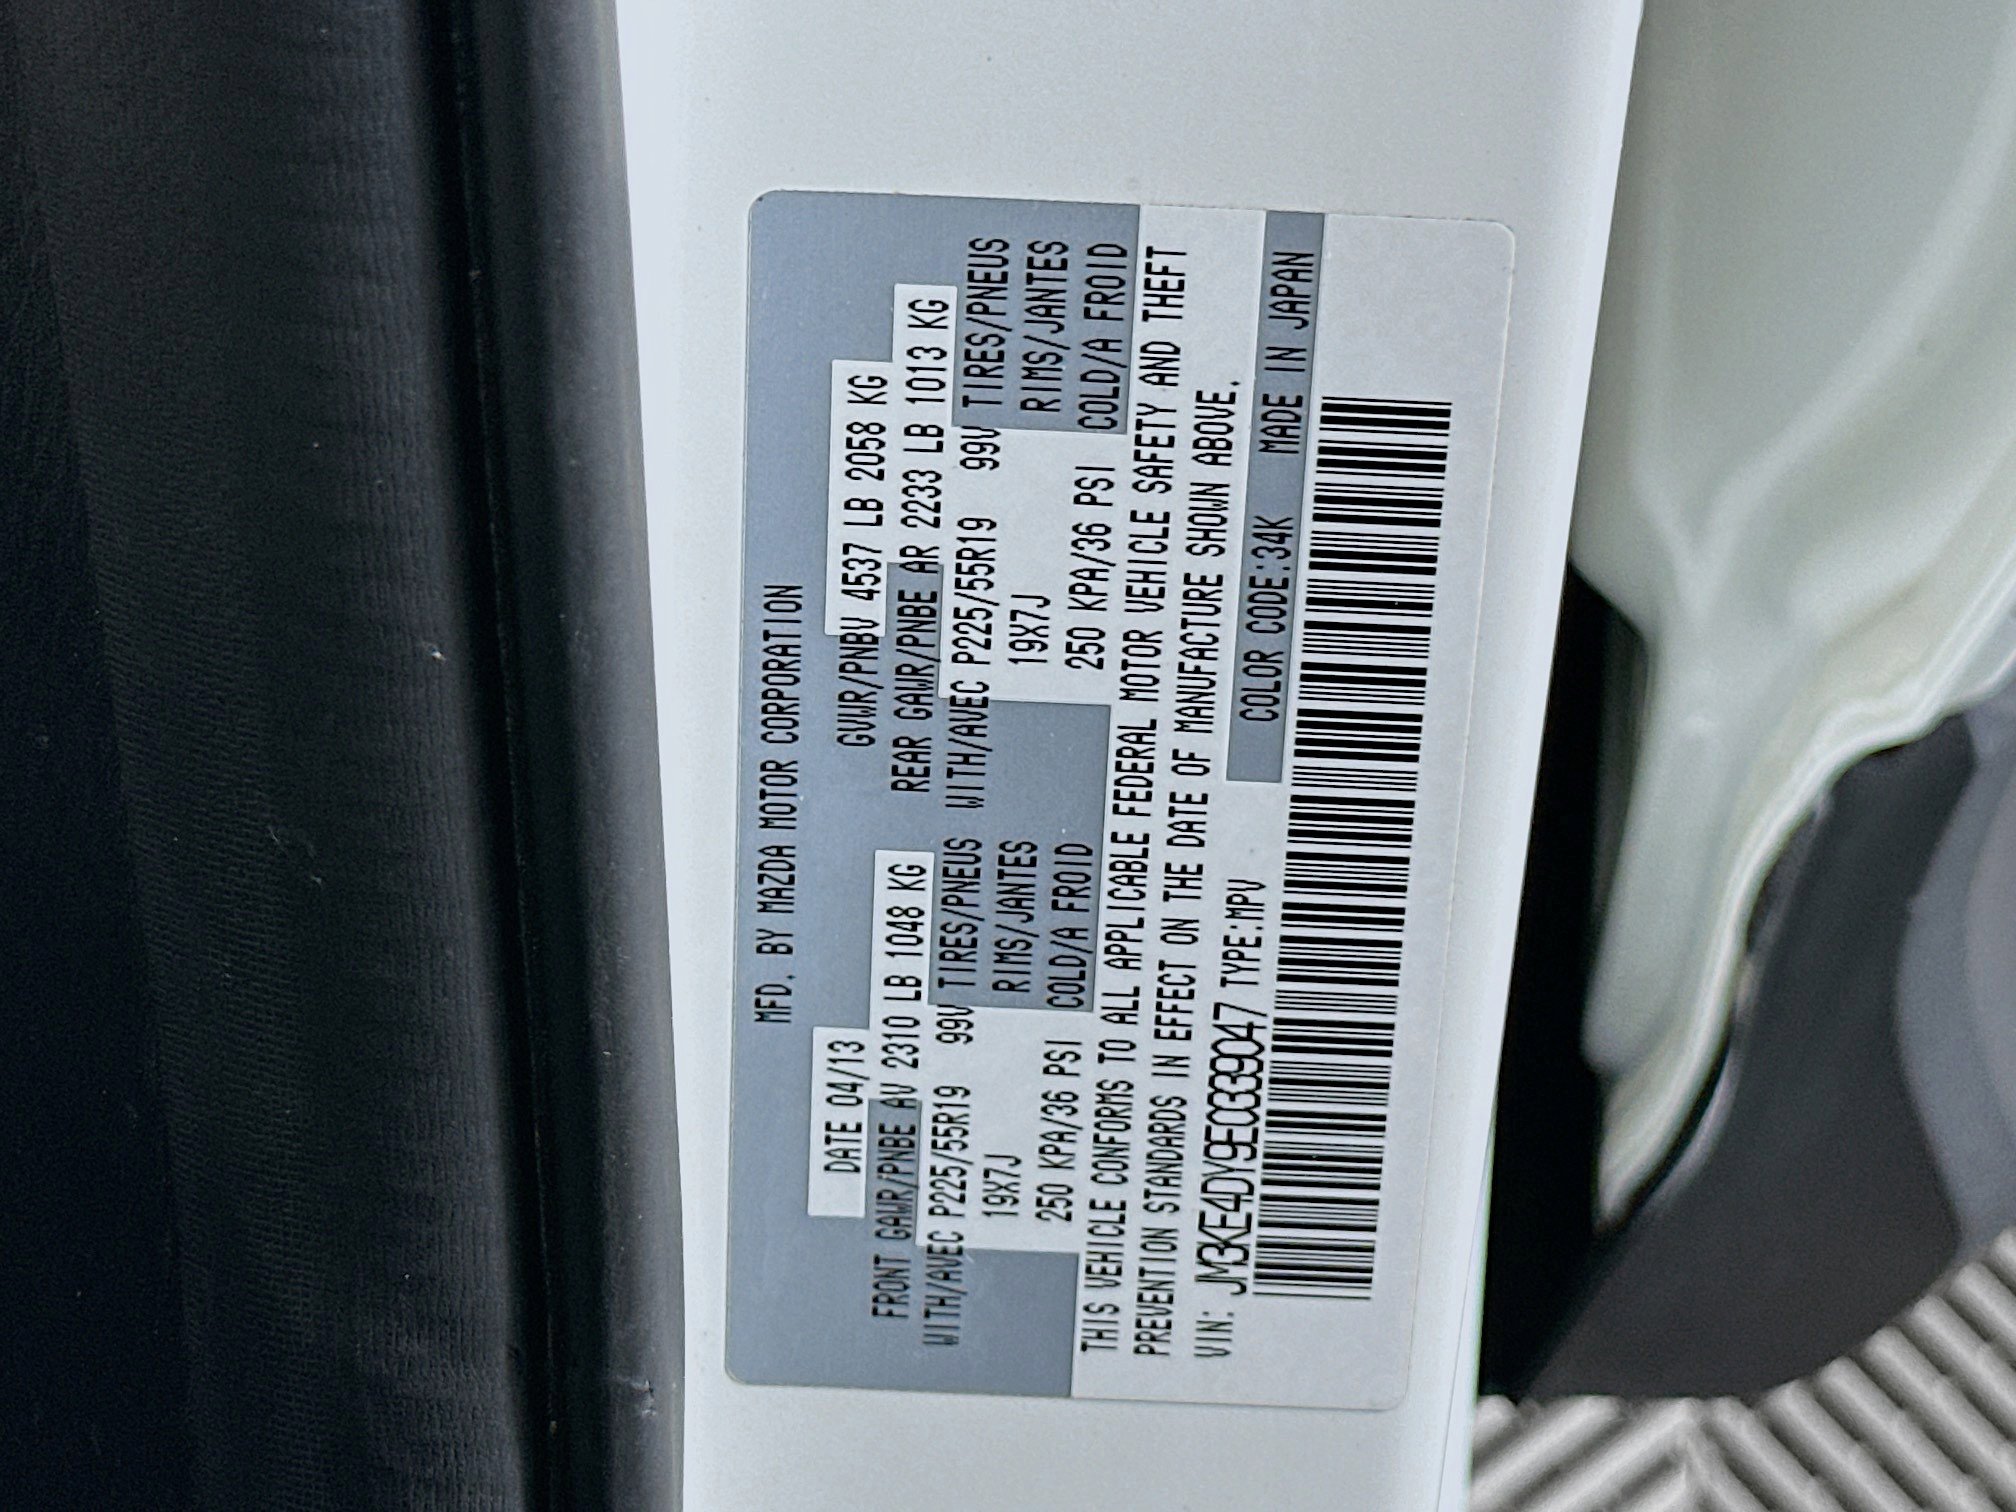 MFD. BY MAZDA MOTOR CORPORATION
DATE 04/13 GVWR/PNBV 4537 LB 2058 KG
FRONT GAWR/PNBE AV 2310 LB 1048 KG REAR GAWR/PNBE AR 2233 LB 1013 KG
WITH/AVEC P225/55R19 99V TIRES/PNEUS WITH/AVEC P225/55R19 99V TIRES/PNEUS
19X7J RIMS/JANTES 19X7J RIMS/JANTES
250 KPA/36 PSI COLD/A FROID 250 KPA/36 PSI COLD/A FROID
THIS VEHICLE CONFORMS TO ALL APPLICABLE FEDERAL MOTOR VEHICLE SAFETY AND THEFT
PREVENTION STANDARDS IN EFFECT ON THE DATE OF MANUFACTURE SHOWN ABOVE.
VIN: JM3KE4DY9E0339047 TYPE:MPV COLOR CODE:34K MADE IN JAPAN